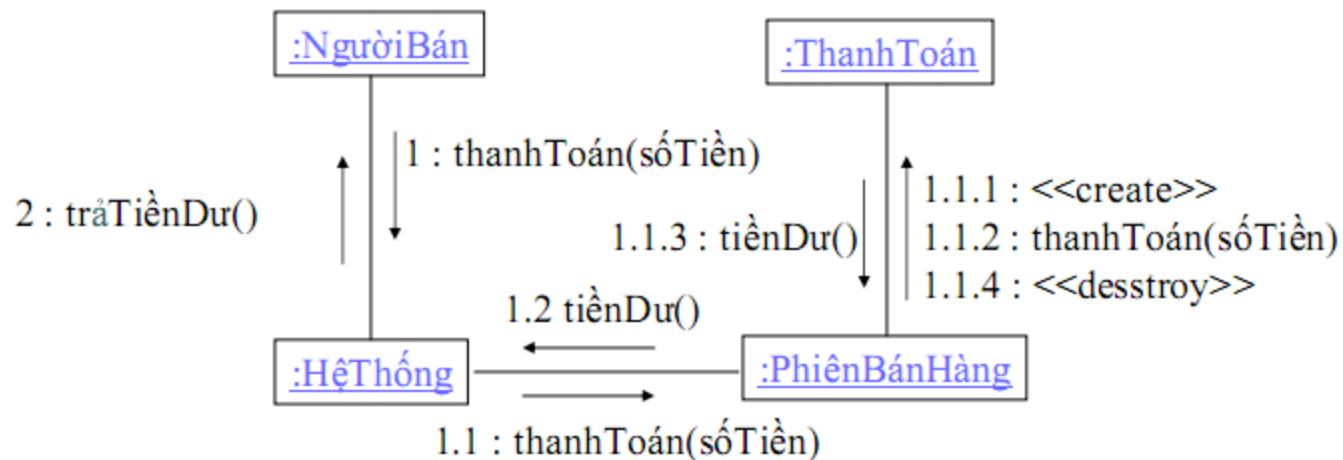 :NgườiBán
:ThanhToán
1 : thanhToán(sốTiền)
2 : trảTiềnDư()
1.1.1 : <<create>>
1.1.3 : tiềnDư()
1.1.2 : thanhToán(sốTiền)
1.1.4 : <<desstroy>>
1.2 tiềnDư()
:HệThống
:PhiênBánHàng
1.1 : thanhToán(sốTiền)